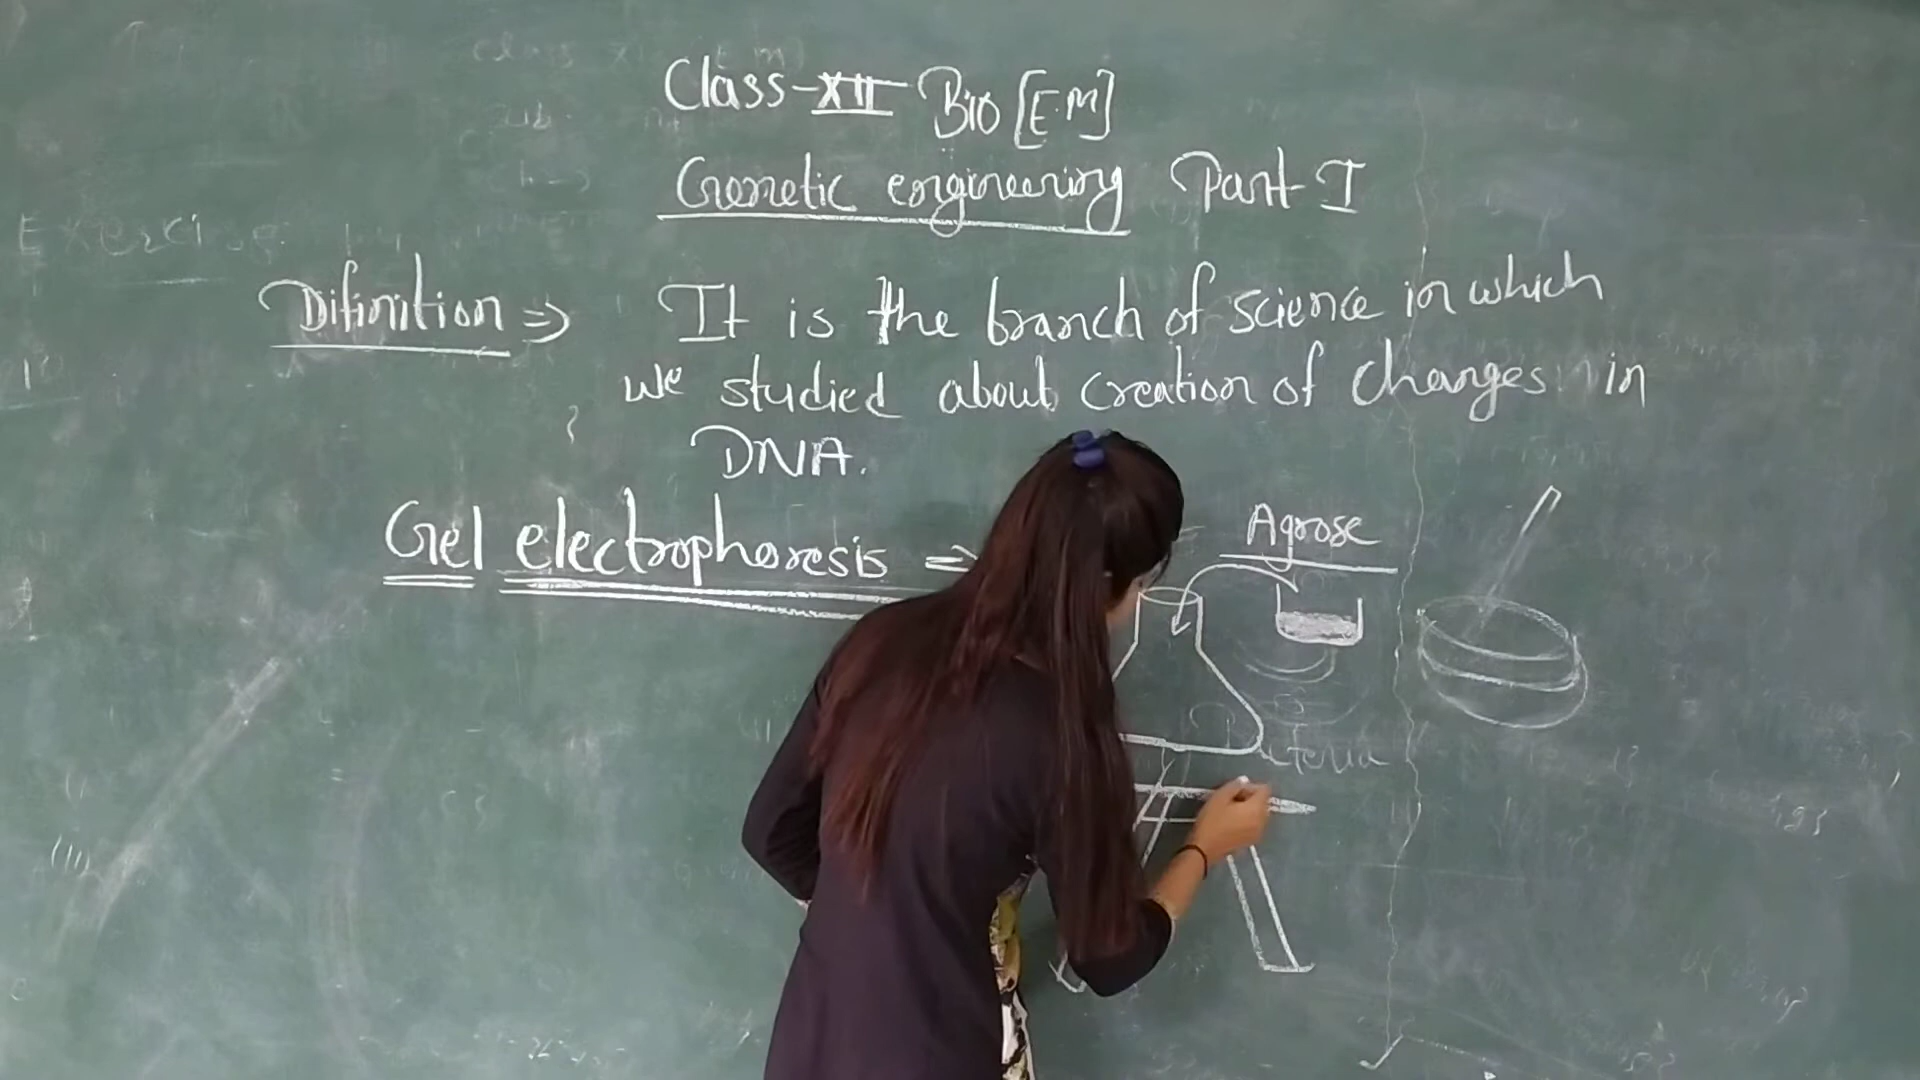 Class-XII Bio [E.M]
Genetic engineering Part-I
Difinition => It is the branch of science in which
we studied about creation of changes in
DNA.
Gel electrophoresis =>
Agrose